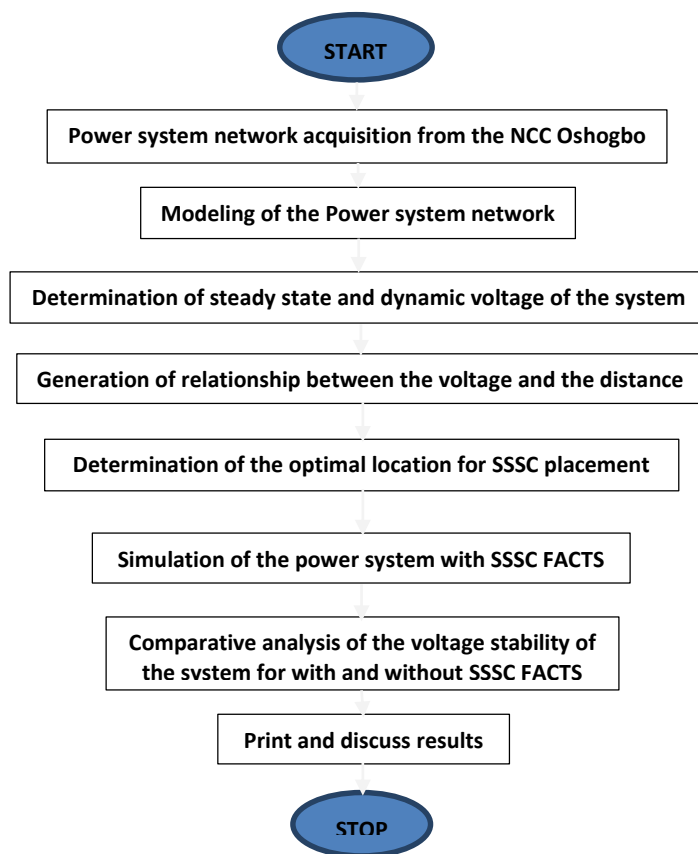 START
Power system network acquisition from the NCC Oshogbo
Modeling of the Power system network
Determination of steady state and dynamic voltage of the system
Generation of relationship between the voltage and the distance
Determination of the optimal location for SSSC placement
Simulation of the power system with SSSC FACTS
Comparative analysis of the voltage stability of
the system for with and without SSSC FACTS
Print and discuss results
STOP